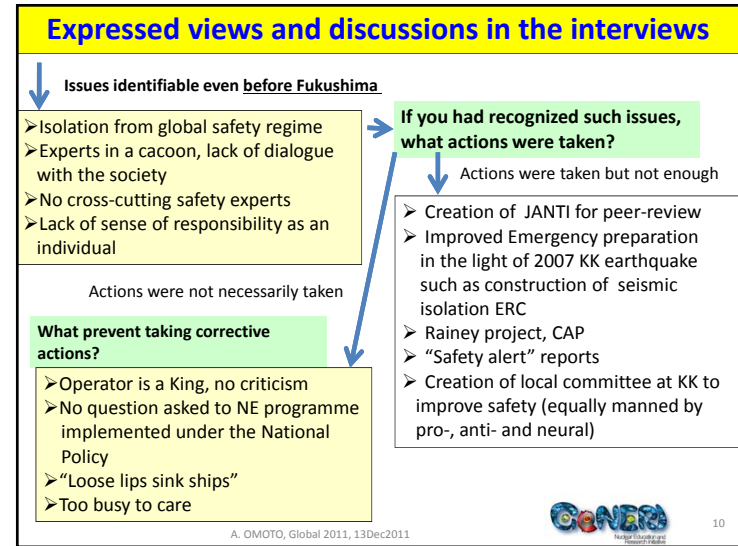 Expressed views and discussions in the interviews
Issues identifiable even before Fukushima
➢Isolation from global safety regime
➢Experts in a cacoon, lack of dialogue
with the society
➢No cross-cutting safety experts
➢Lack of sense of responsibility as an
individual
If you had recognized such issues,
what actions were taken?
Actions were taken but not enough
➢ Creation of JANTI for peer-review
➢ Improved Emergency preparation
in the light of 2007 KK earthquake
such as construction of seismic
isolation ERC
➢ Rainey project, CAP
➢ “Safety alert” reports
➢ Creation of local committee at KK to
improve safety (equally manned by
pro-, anti- and neural)
Actions were not necessarily taken
What prevent taking corrective
actions?
➢Operator is a King, no criticism
➢No question asked to NE programme
implemented under the National
Policy
➢“Loose lips sink ships”
➢Too busy to care
A. OMOTO, Global 2011, 13Dec2011
CoNERI
Nuclear Education and
Research Initiative
10